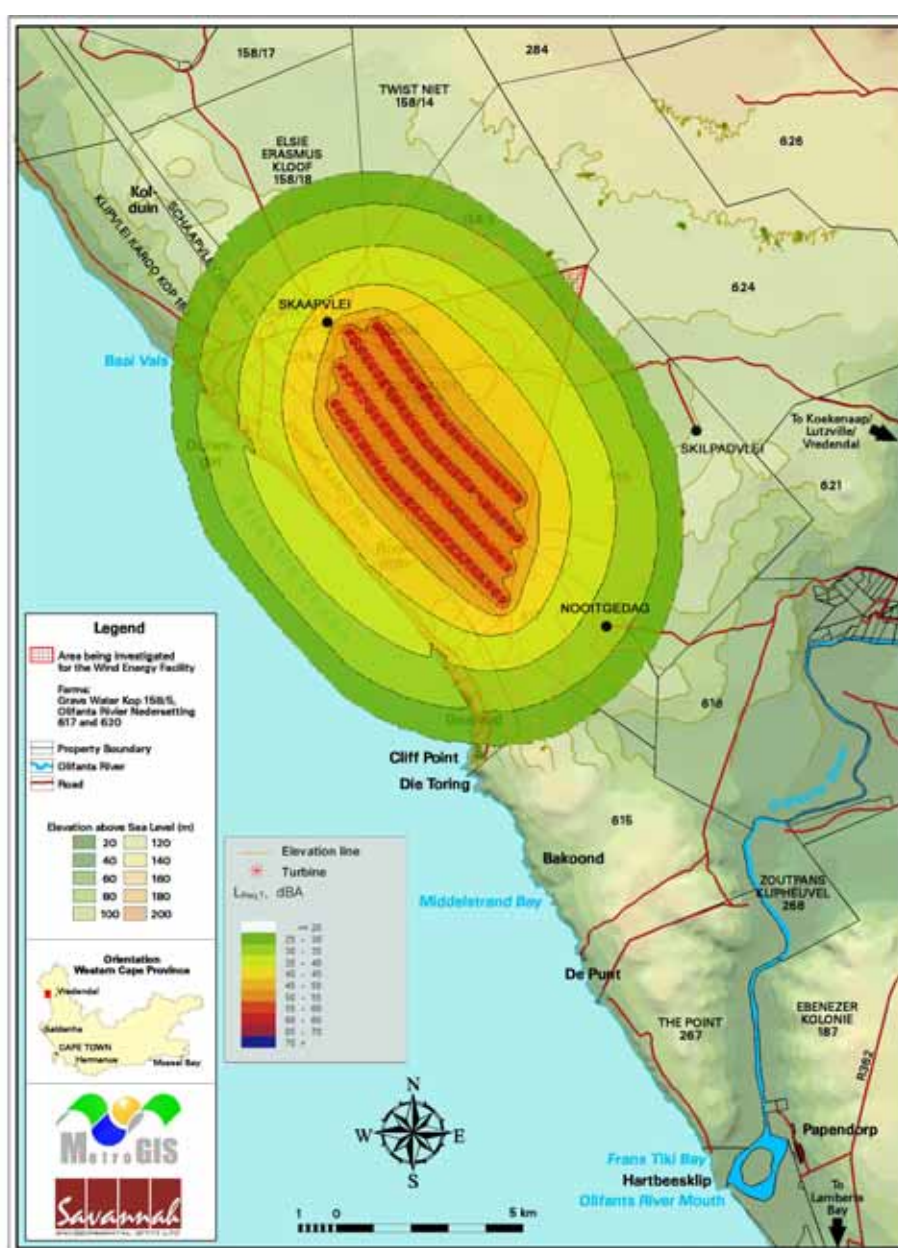 158/17
284
TWIST NIET
158/14
626
ELSIE
ERASMUS
KLOOF
158/18
Kol-
duin
SCHAAPVLE
KLIPVLEI KAROO KOP 16
624
SKAAPVLEI
Baai Vals
SKILPADVLEI
To Koekenaap/
Lutzville/
Vredendal
621
NOOITGEDAG
618
Cliff Point
Die Toring
615
Bakoond
ZOUTPANS
KLIPHEUVEL
268
Middelstrand Bay
De Punt
THE POINT
267
EBENEZER
KOLONIE
187
R362
Papendorp
Frans Tiki Bay
Hartbeesklip
Olifants River Mouth
To
Lamberts
Bay
Legend
Area being investigated
for the Wind Energy Facility
Farms:
Grave Water Kop 158/5,
Olifants Rivier Nedersetting
617 and 620
Property Boundary
Olifants River
Road
Elevation above Sea Level (m)
20 120
40 140
60 160
80 180
100 200
Orientation
Western Cape Province
Vredendal
Saldanha
CAPE TOWN
Hermanus
Mossel Bay
MetroGIS
Savannah
Elevation line
Turbine
dBA
25 - 30
30 - 35
35 - 40
40 - 45
45 - 50
50 - 55
55 - 60
60 - 65
65 - 70
70 +
N
W E
S
1 0 5 km